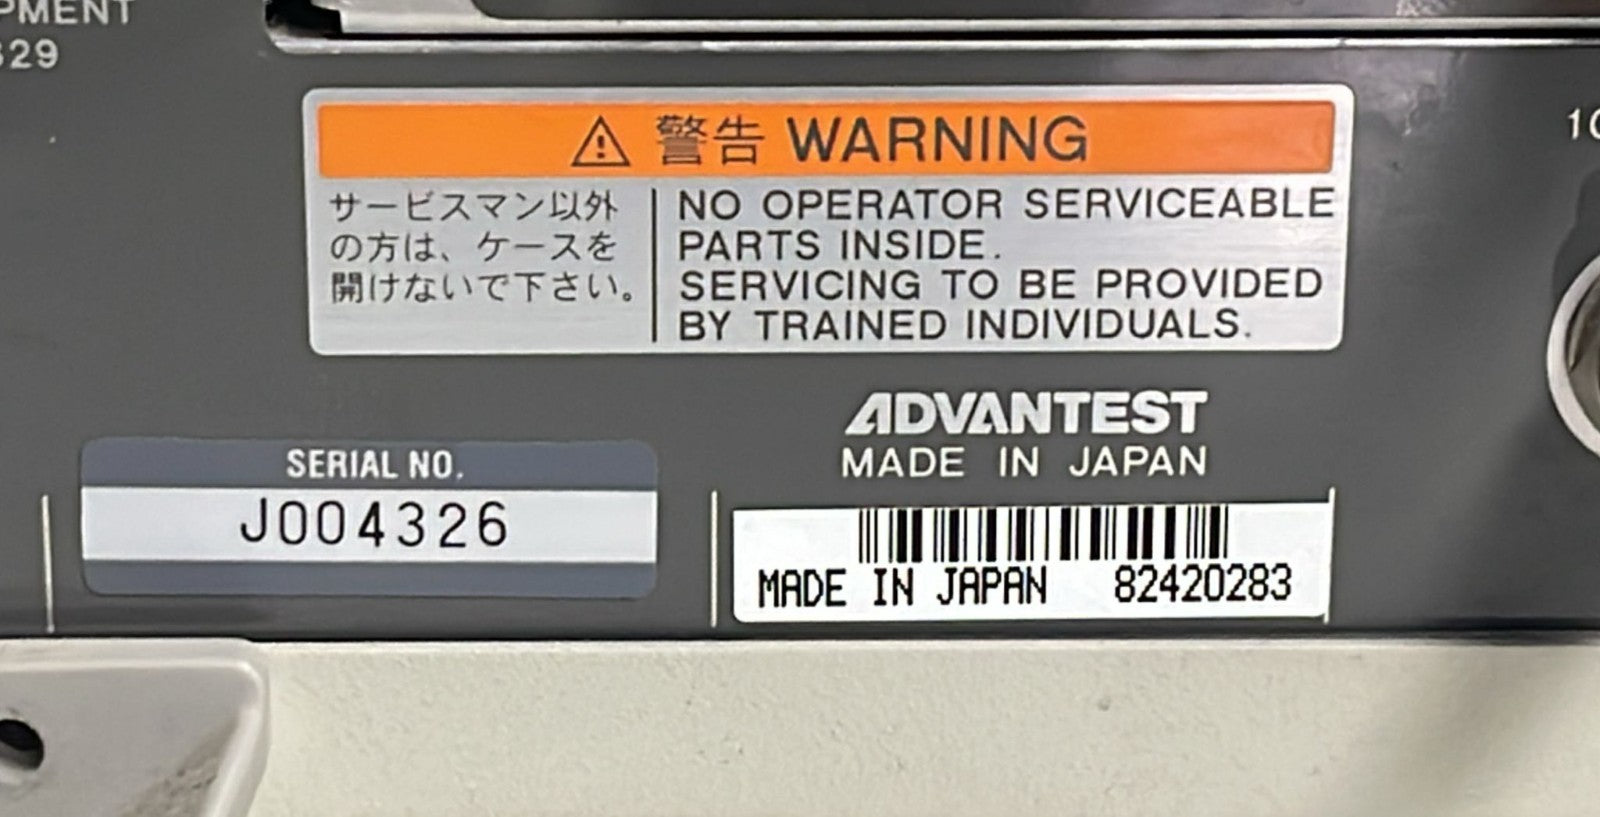 PMENT
329
警告 WARNING
サービスマン以外
の方は、ケースを
開けないで下さい。
NO OPERATOR SERVICEABLE
PARTS INSIDE.
SERVICING TO BE PROVIDED
BY TRAINED INDIVIDUALS.
10
ADVANTEST
MADE IN JAPAN
SERIAL NO.
J004326
MADE IN JAPAN 82420283